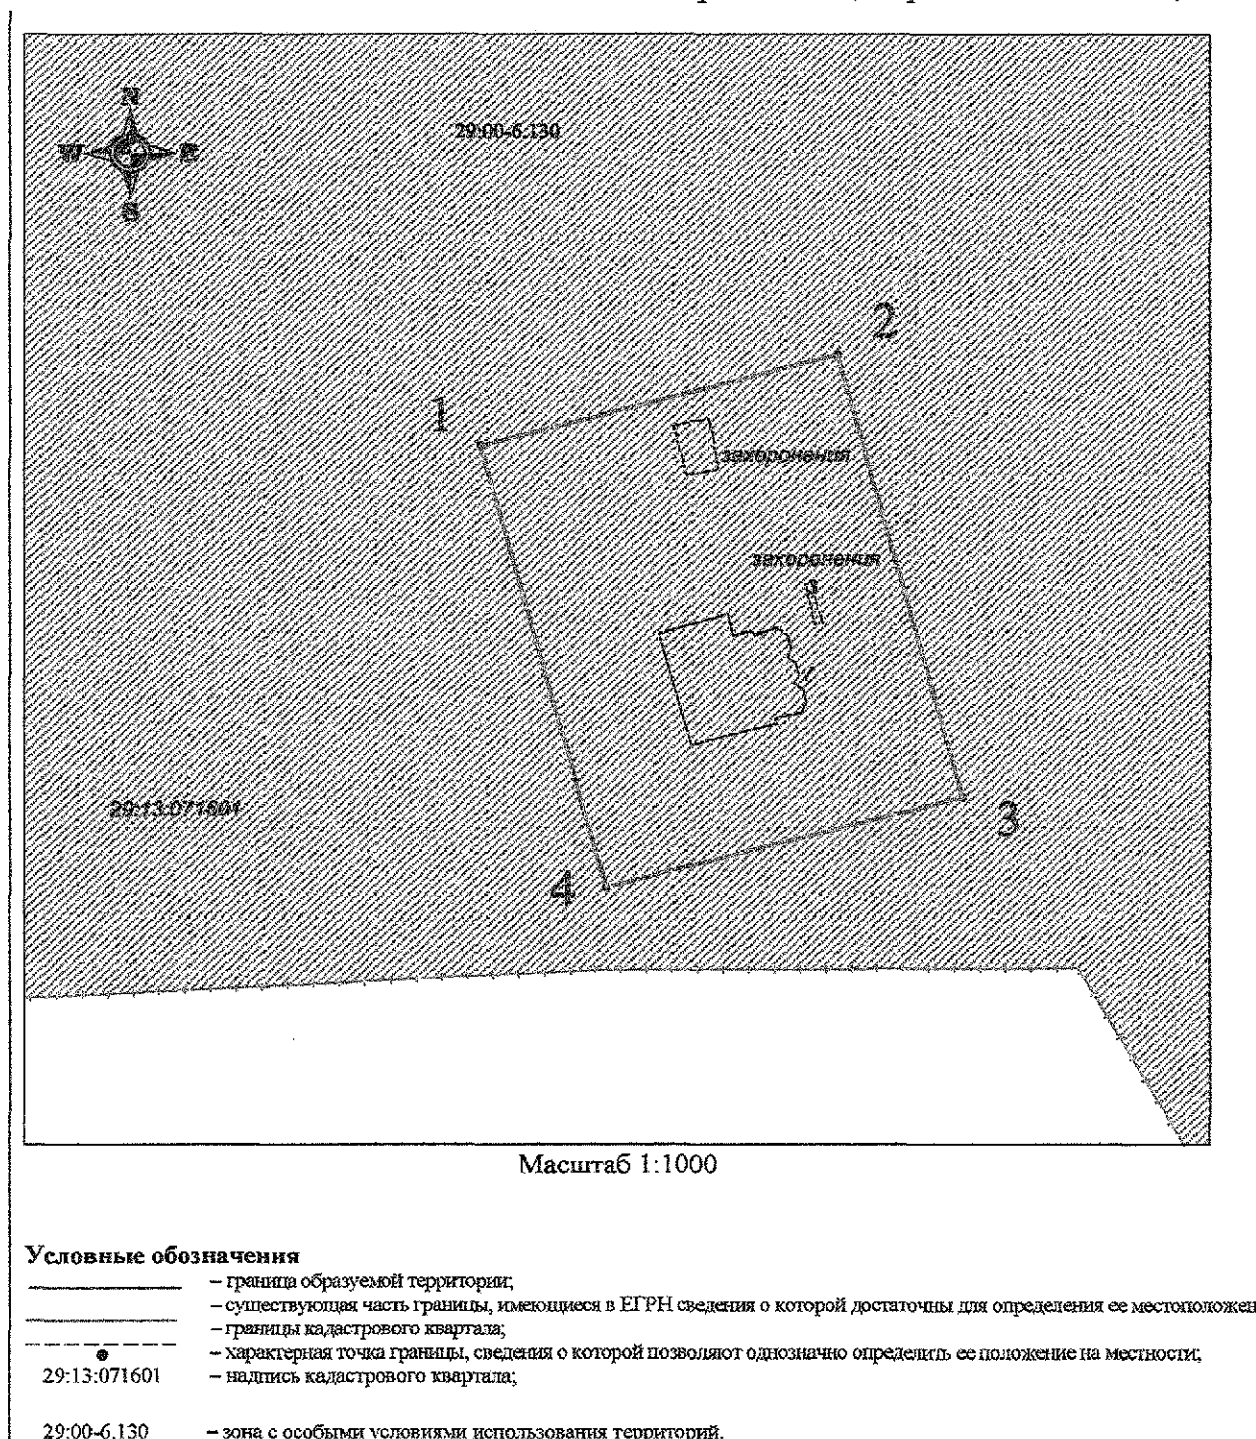 N
29:00-6.130
W E
S
2
1
захоронения
захоронения
29:13:071601
3
4
Масштаб 1:1000
Условные обозначения
– граница образуемой территории;
– существующая часть границы, имеющиеся в ЕГРН сведения о которой достаточны для определения ее
– границы кадастрового квартала;
– характерная точка границы, сведения о которой позволяют однозначно определить ее положение на местности;
29:13:071601 – надпись кадастрового квартала;
29:00-6.130 – зона с особыми условиями использования территорий.